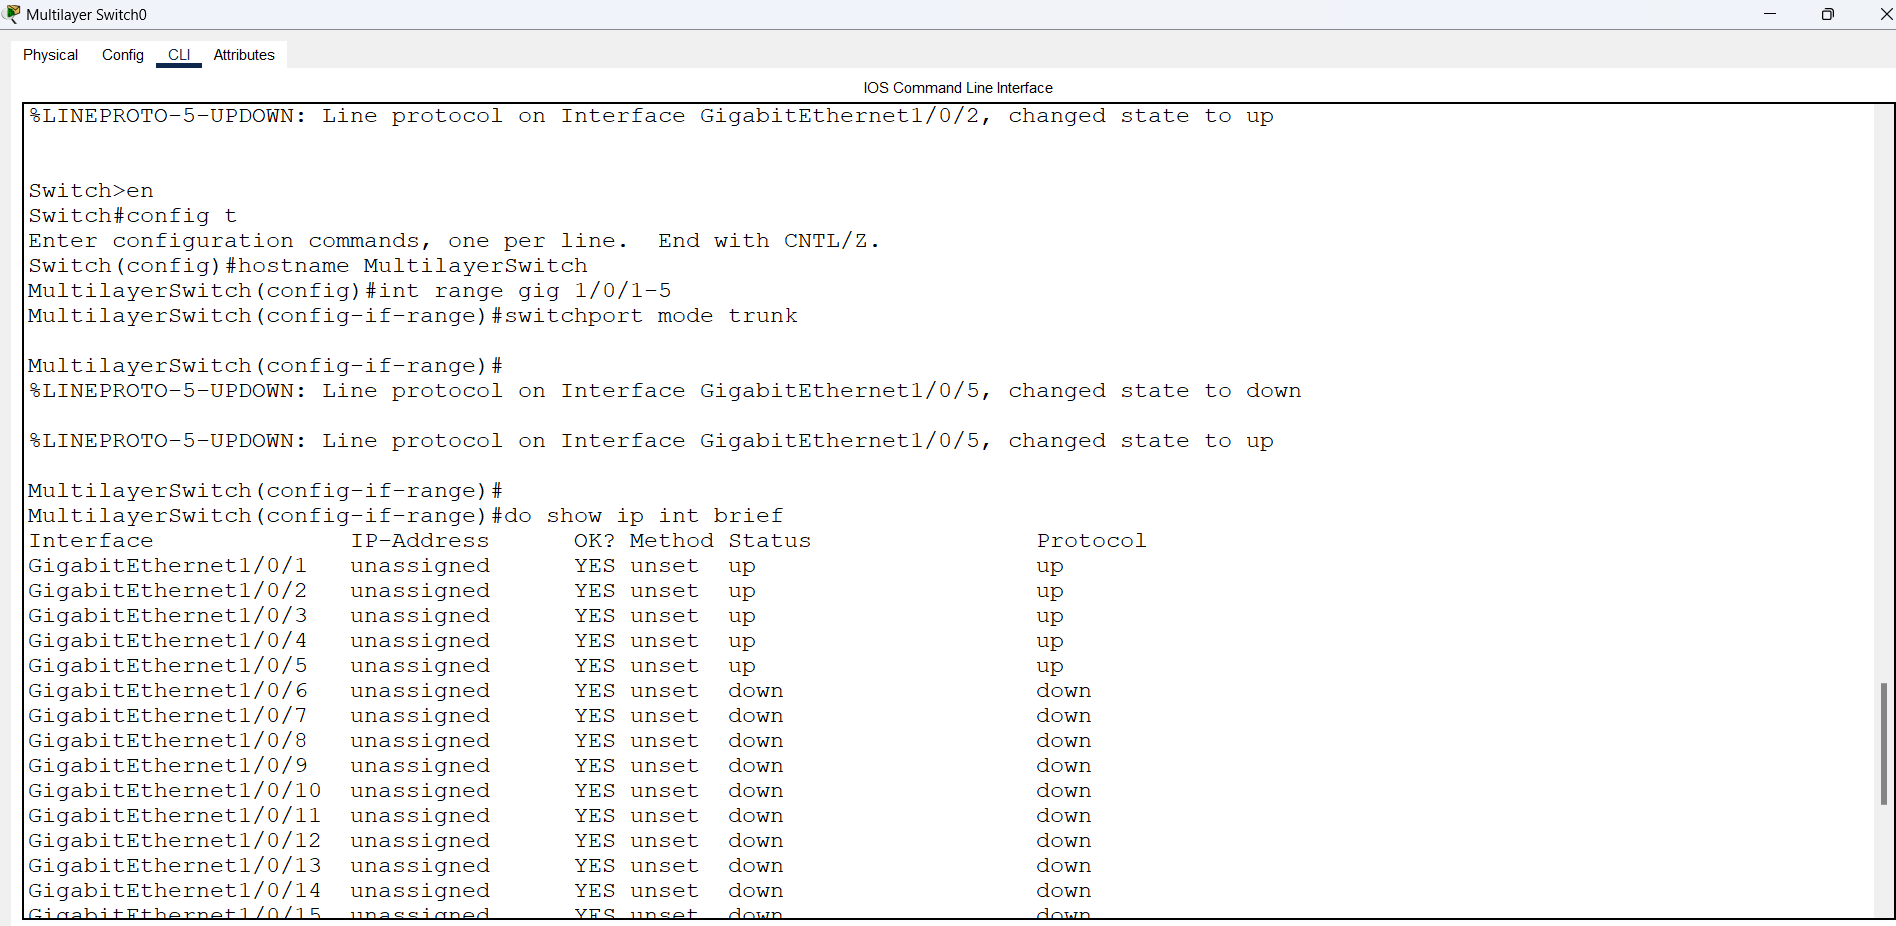 Multilayer Switch0
Physical Config CLI Attributes
IOS Command Line Interface
%LINEPROTO-5-UPDOWN: Line protocol on Interface GigabitEthernet1/0/2, changed state to up
Switch>en
Switch#config t
Enter configuration commands, one per line.  End with CNTL/Z.
Switch(config)#hostname MultilayerSwitch
MultilayerSwitch(config)#int range gig 1/0/1-5
MultilayerSwitch(config-if-range)#switchport mode trunk
MultilayerSwitch(config-if-range)#
%LINEPROTO-5-UPDOWN: Line protocol on Interface GigabitEthernet1/0/5, changed state to down
%LINEPROTO-5-UPDOWN: Line protocol on Interface GigabitEthernet1/0/5, changed state to up
MultilayerSwitch(config-if-range)#
MultilayerSwitch(config-if-range)#do show ip int brief
Interface              IP-Address      OK? Method Status                Protocol
GigabitEthernet1/0/1   unassigned      YES unset  up                    up
GigabitEthernet1/0/2   unassigned      YES unset  up                    up
GigabitEthernet1/0/3   unassigned      YES unset  up                    up
GigabitEthernet1/0/4   unassigned      YES unset  up                    up
GigabitEthernet1/0/5   unassigned      YES unset  up                    up
GigabitEthernet1/0/6   unassigned      YES unset  down                  down
GigabitEthernet1/0/7   unassigned      YES unset  down                  down
GigabitEthernet1/0/8   unassigned      YES unset  down                  down
GigabitEthernet1/0/9   unassigned      YES unset  down                  down
GigabitEthernet1/0/10  unassigned      YES unset  down                  down
GigabitEthernet1/0/11  unassigned      YES unset  down                  down
GigabitEthernet1/0/12  unassigned      YES unset  down                  down
GigabitEthernet1/0/13  unassigned      YES unset  down                  down
GigabitEthernet1/0/14  unassigned      YES unset  down                  down
GigabitEthernet1/0/15  unassigned      YES unset  down                  down